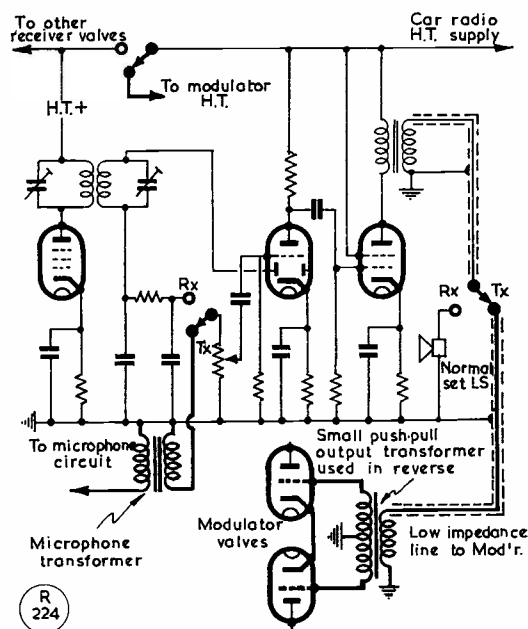 To other
receiver valves
Car radio
H.T. supply
To modulator
H.T.
H.T.+
Rx
Tx
Rx
Tx
Normal
set LS
To microphone
circuit
Small push-pull
output transformer
used in reverse
Microphone
transformer
Modulator
valves
Low impedance
line to Mod'r.
R
224